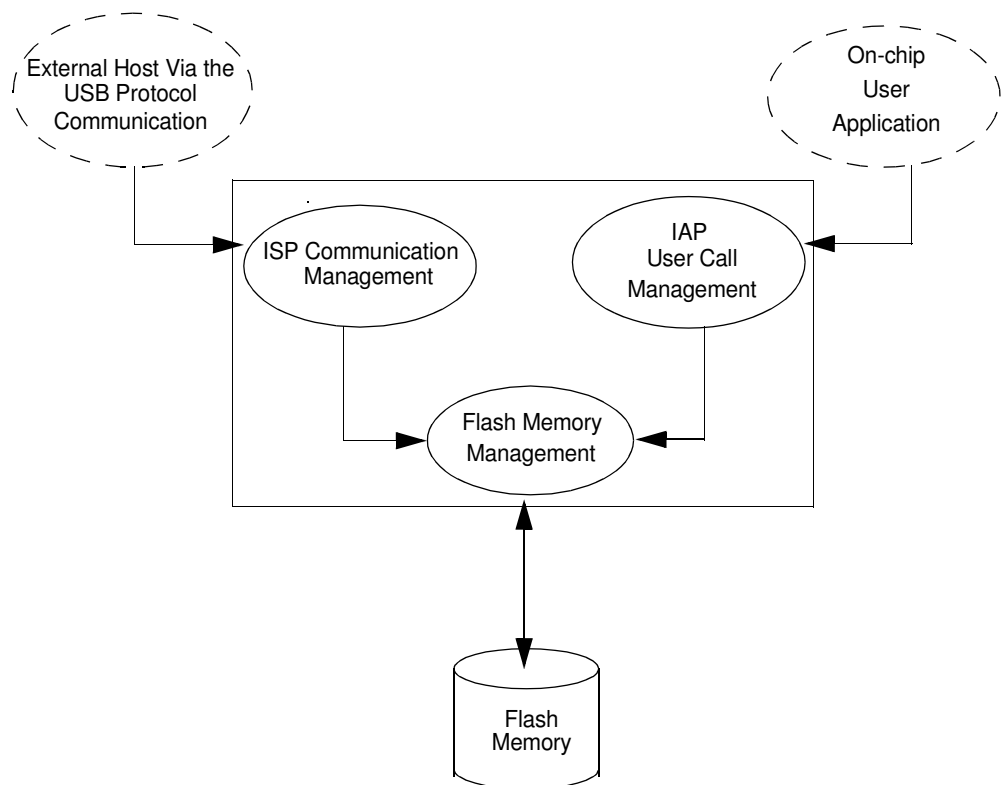 External Host Via the
USB Protocol
Communication
On-chip
User
Application
ISP Communication
Management
IAP
User Call
Management
Flash Memory
Management
Flash
Memory